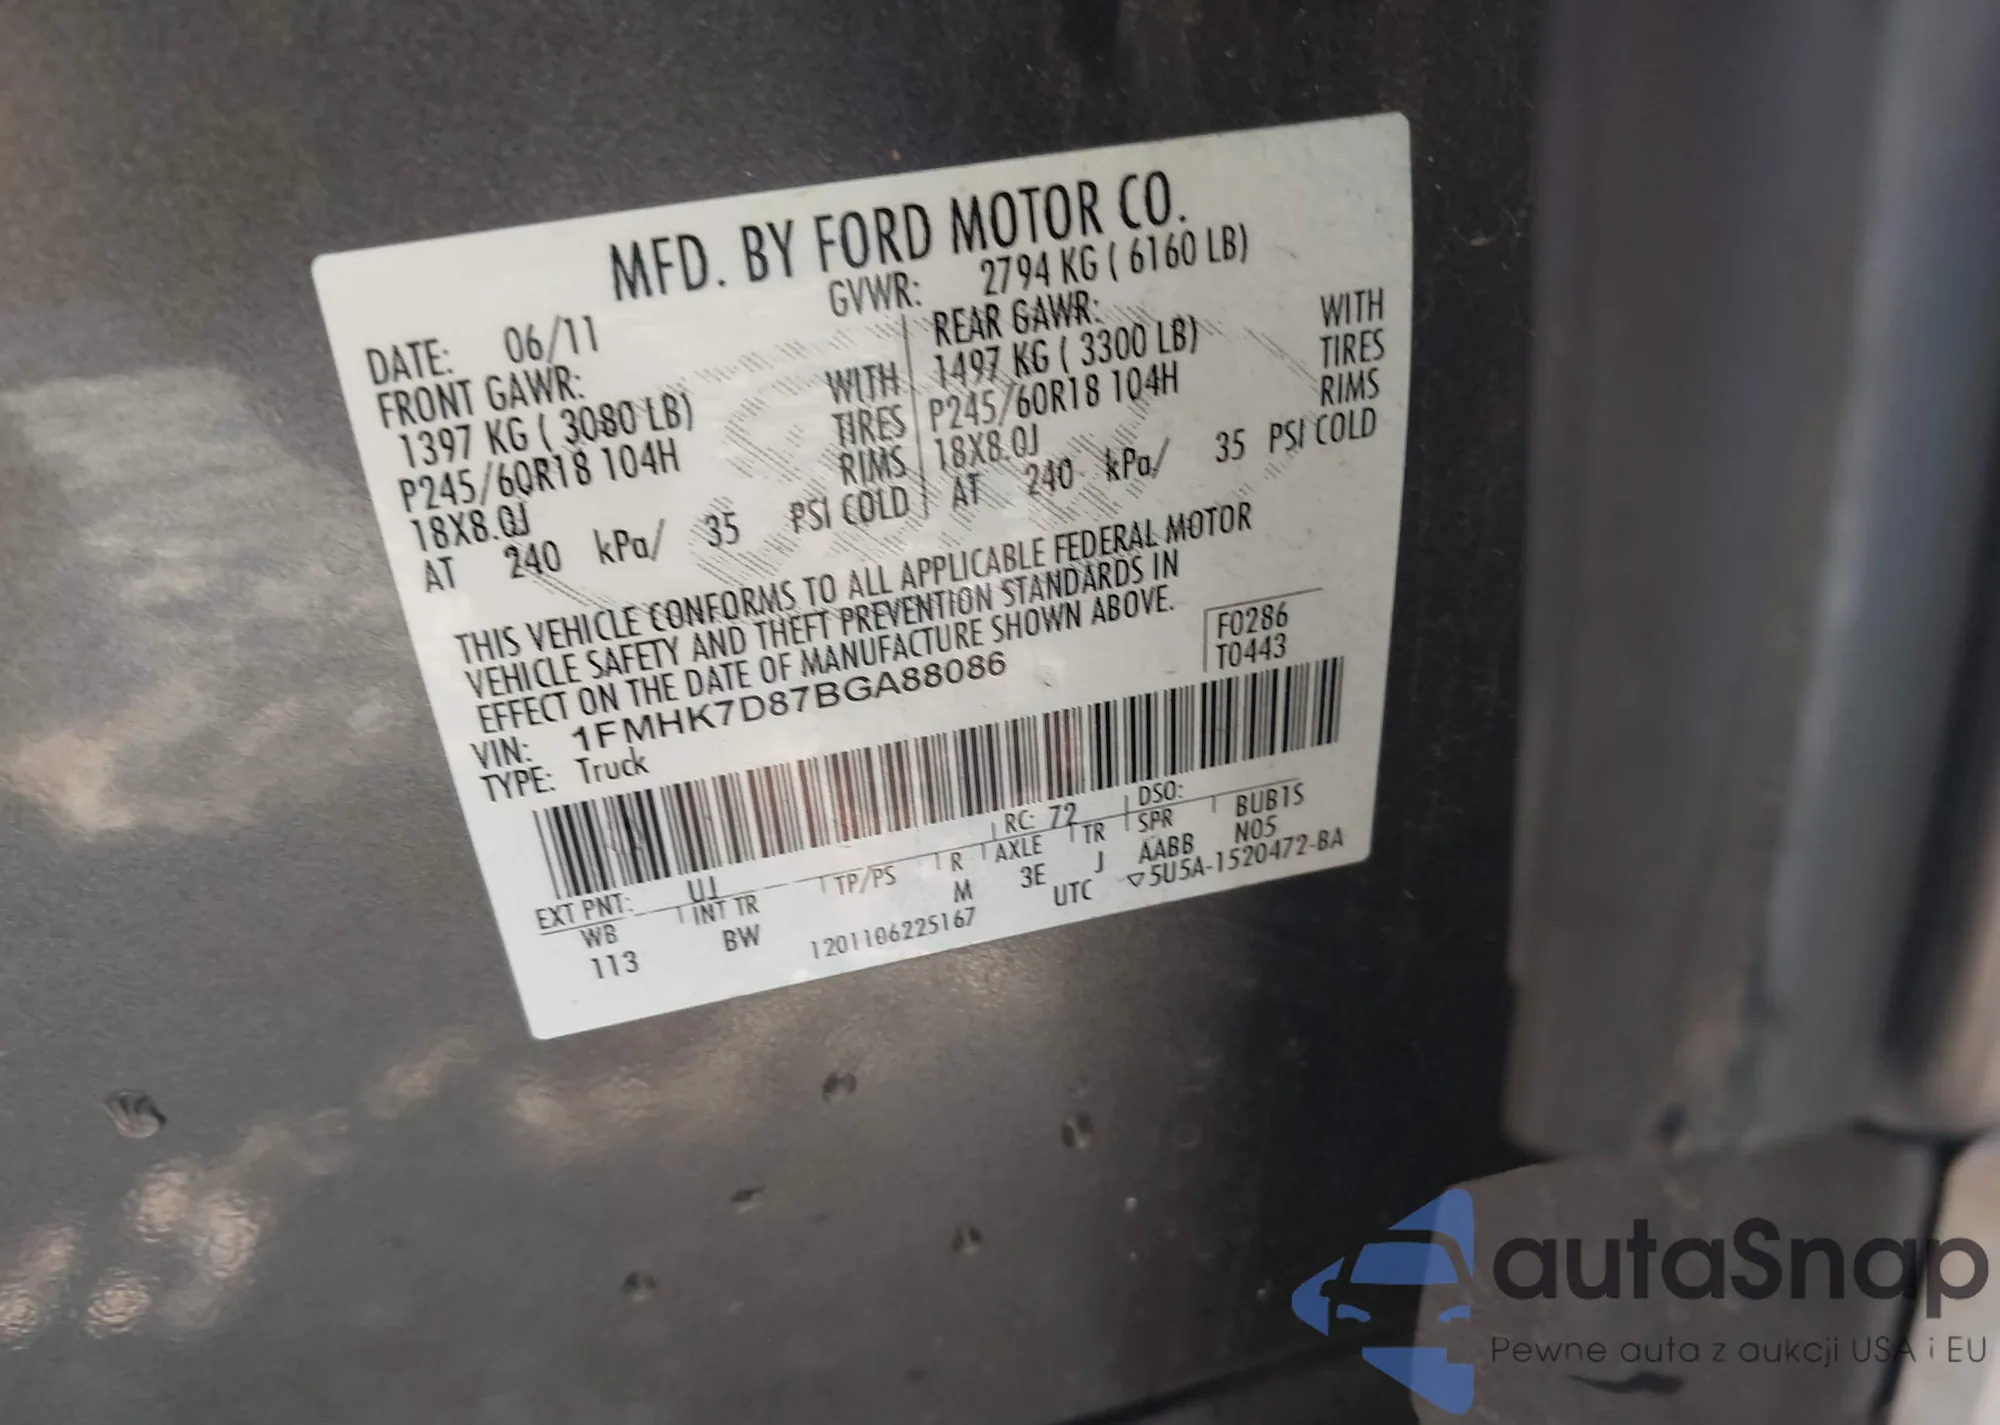 MFD. BY FORD MOTOR CO.
DATE: 06/11 GVWR: 2794 KG ( 6160 LB)
FRONT GAWR: REAR GAWR:
1397 KG ( 3080 LB) WITH 1497 KG ( 3300 LB) WITH
P245/60R18 104H TIRES P245/60R18 104H TIRES
18X8.0J RIMS 18X8.0J RIMS
AT 240 kPa/ 35 PSI COLD AT 240 kPa/ 35 PSI COLD
THIS VEHICLE CONFORMS TO ALL APPLICABLE FEDERAL MOTOR
VEHICLE SAFETY AND THEFT PREVENTION STANDARDS IN
EFFECT ON THE DATE OF MANUFACTURE SHOWN ABOVE.
VIN: 1FMHK7D87BGA88086 F0286
TYPE: Truck T0443
EXT PNT: UJ RC: 72 DSO:
WB INT TR TP/PS R AXLE TR SPR BUB1S
113 BW M 3E J AABB N05
1201106225167 UTC ▽5U5A-1520472-BA
autaSnap
Pewne auta z aukcji USA i EU